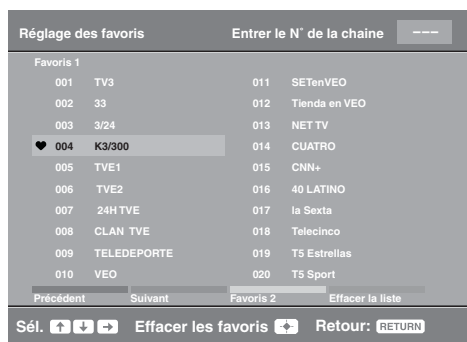 Réglage des favoris Entrer le N° de la chaine ---
Favoris 1
001 TV3 011 SETenVEO
002 33 012 Tienda en VEO
003 3/24 013 NET TV
004 K3/300 014 CUATRO
005 TVE1 015 CNN+
006 TVE2 016 40 LATINO
007 24H TVE 017 la Sexta
008 CLAN TVE 018 Telecinco
009 TELEDEPORTE 019 T5 Estrellas
010 VEO 020 T5 Sport
Précédent Suivant Favoris 2 Effacer la liste
Sél. Effacer les favoris Retour: RETURN